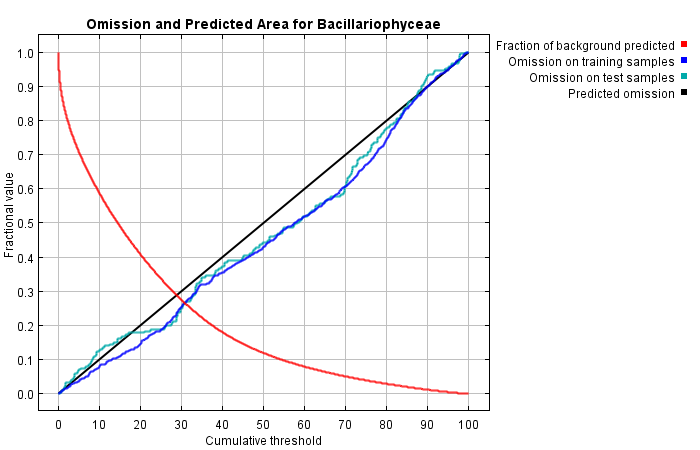 Omission and Predicted Area for Bacillariophyceae
Fraction of background predicted
Omission on training samples
Omission on test samples
Predicted omission
Fractional value
1.0
0.9
0.8
0.7
0.6
0.5
0.4
0.3
0.2
0.1
0.0
0 10 20 30 40 50 60 70 80 90 100
Cumulative threshold